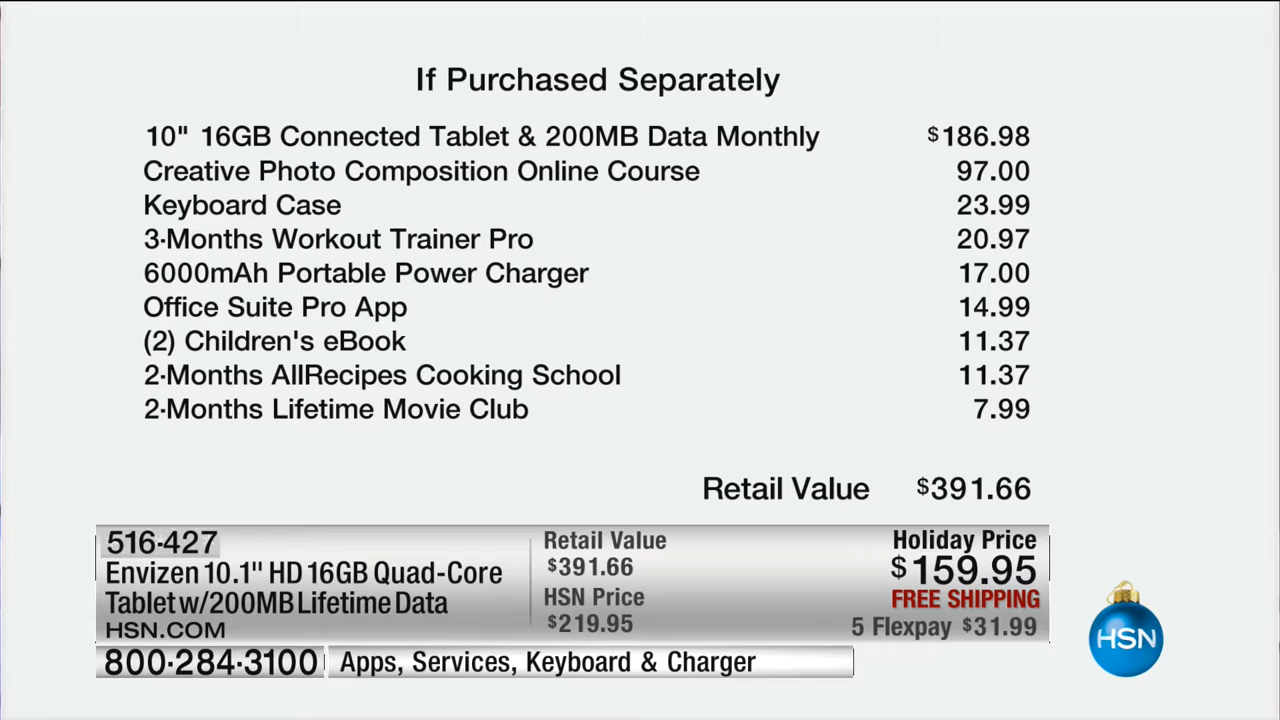 If Purchased Separately
10" 16GB Connected Tablet & 200MB Data Monthly $186.98
Creative Photo Composition Online Course 97.00
Keyboard Case 23.99
3-Months Workout Trainer Pro 20.97
6000mAh Portable Power Charger 17.00
Office Suite Pro App 14.99
(2) Children's eBook 11.37
2-Months AllRecipes Cooking School 11.37
2-Months Lifetime Movie Club 7.99
Retail Value $391.66
516-427
Envizen 10.1" HD 16GB Quad-Core
Tablet w/200MB Lifetime Data
HSN.COM
Retail Value
$391.66
HSN Price
$219.95
Holiday Price
$159.95
FREE SHIPPING
5 Flexpay $31.99
800-284-3100 Apps, Services, Keyboard & Charger
HSN